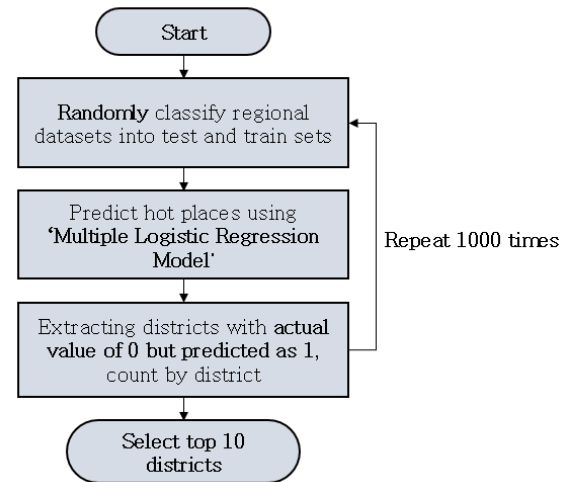 Start
Randomly classify regional
datasets into test and train sets
Predict hot places using
‘Multiple Logistic Regression
Model’
Repeat 1000 times
Extracting districts with actual
value of 0 but predicted as 1,
count by district
Select top 10
districts